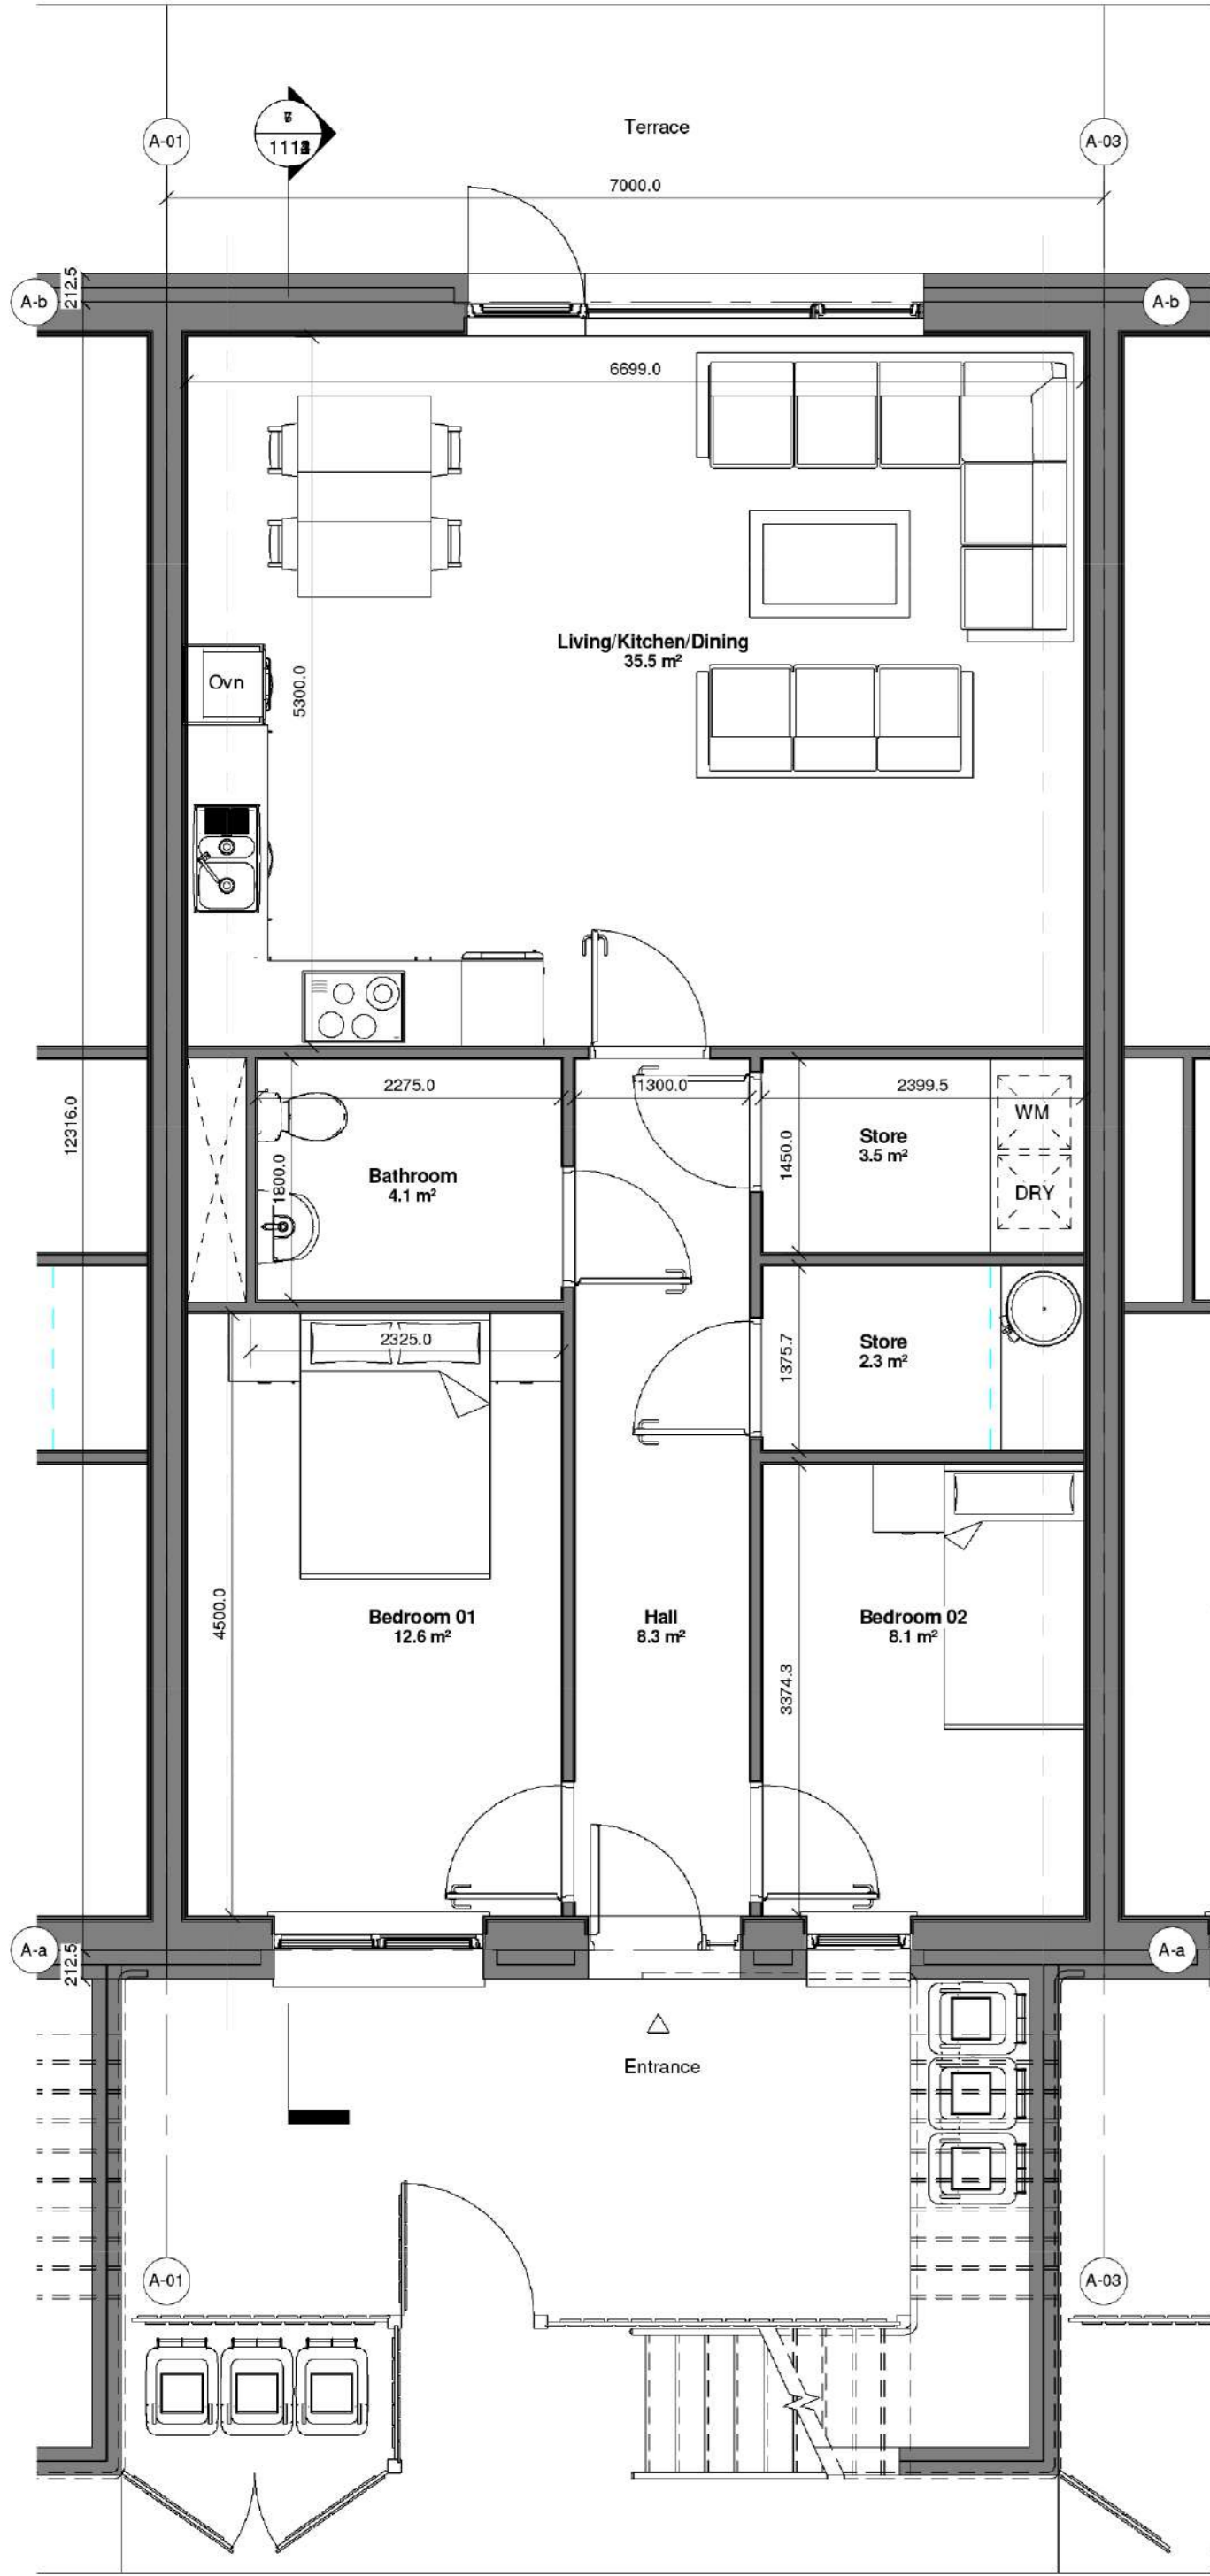 Terrace
A-01
1112
A-03
7000.0
212.5
A-b
A-b
6699.0
Living/Kitchen/Dining
35.5 m²
Ovn
5300.0
12316.0
2275.0
1300.0
2399.5
WM
Bathroom
4.1 m²
1800.0
Store
3.5 m²
1450.0
DRY
2325.0
Store
2.3 m²
1375.7
4500.0
Bedroom 01
12.6 m²
Hall
8.3 m²
Bedroom 02
8.1 m²
3374.3
A-a
212.5
A-a
Entrance
A-01
A-03